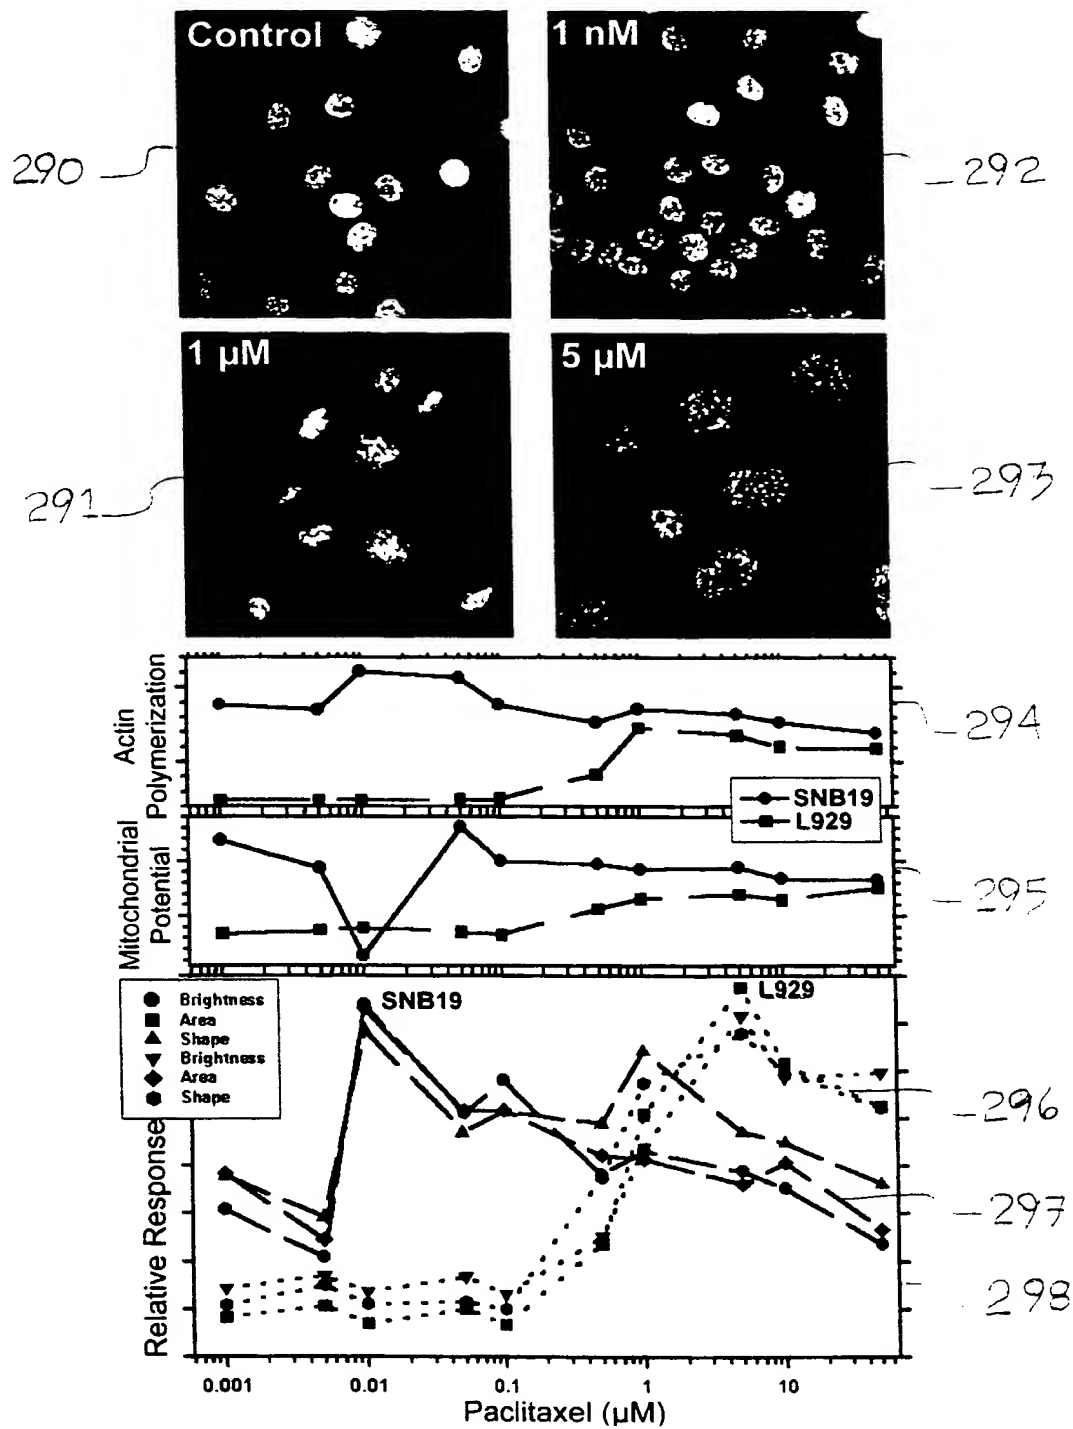 Control
1 nM
290
292
1 µM
5 µM
291
293
Actin
Polymerization
294
SNB19
L929
Mitochondrial
Potential
295
Brightness
Area
Shape
Brightness
Area
Shape
SNB19
L929
296
297
298
Relative Response
0.001
0.01
0.1
1
10
Paclitaxel (µM)